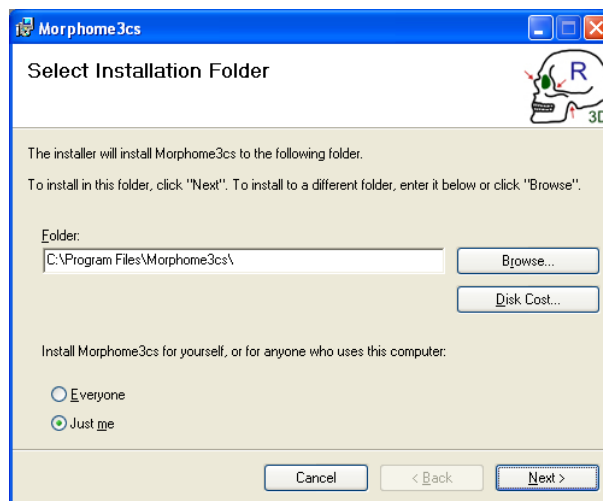 Morphome3cs
Select Installation Folder
R
3D
The installer will install Morphome3cs to the following folder.
To install in this folder, click "Next". To install to a different folder, enter it below or click "Browse".
Folder:
C:\Program Files\Morphome3cs\
Browse...
Disk Cost...
Install Morphome3cs for yourself, or for anyone who uses this computer:
Everyone
Just me
Cancel
< Back
Next >